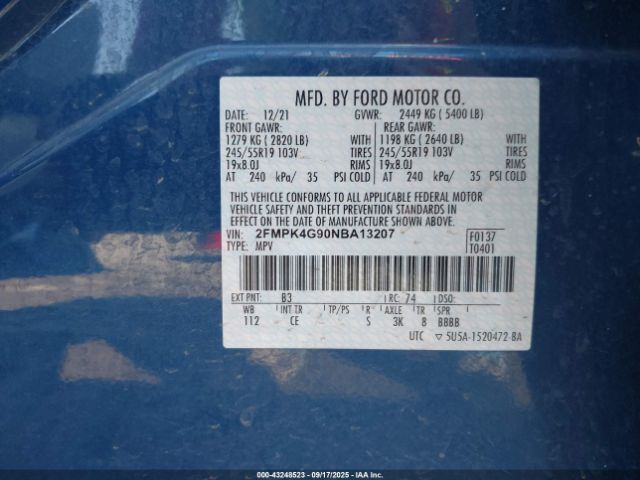 MFD. BY FORD MOTOR CO.
DATE: 12/21 GVWR: 2449 KG ( 5400 LB)
FRONT GAWR: REAR GAWR:
1279 KG ( 2820 LB) WITH 1198 KG ( 2640 LB) WITH
245/55R19 103V TIRES 245/55R19 103V TIRES
19x8.0J RIMS 19x8.0J RIMS
AT 240 kPa/ 35 PSI COLD AT 240 kPa/ 35 PSI COLD
THIS VEHICLE CONFORMS TO ALL APPLICABLE FEDERAL MOTOR
VEHICLE SAFETY AND THEFT PREVENTION STANDARDS IN
EFFECT ON THE DATE OF MANUFACTURE SHOWN ABOVE.
VIN: 2FMPK4G90NBA13207 F0137
TYPE: MPV T0401
EXT PNT: B3 RC: 74 DSO:
WB INT TR TP/PS R AXLE TR SPR
112 CE S 3K 8 BBBB
UTC ▽ 5U5A-1520472-BA
000-43248523 - 09/17/2025 - COPYRIGHT IAA, INC.